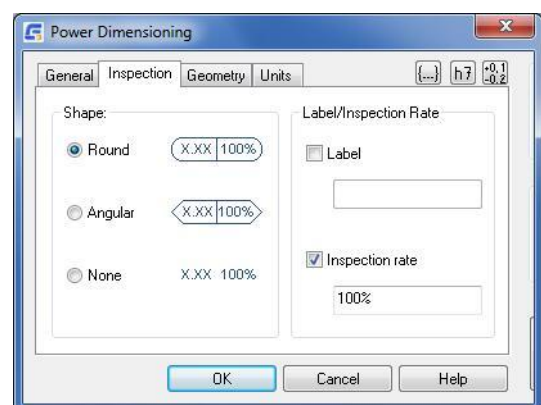 Power Dimensioning
General Inspection Geometry Units {...} h7 +0,1 -0,2
Shape:
Round X.XX 100%
Angular X.XX 100%
None X.XX 100%
Label/Inspection Rate
Label
Inspection rate
100%
OK Cancel Help